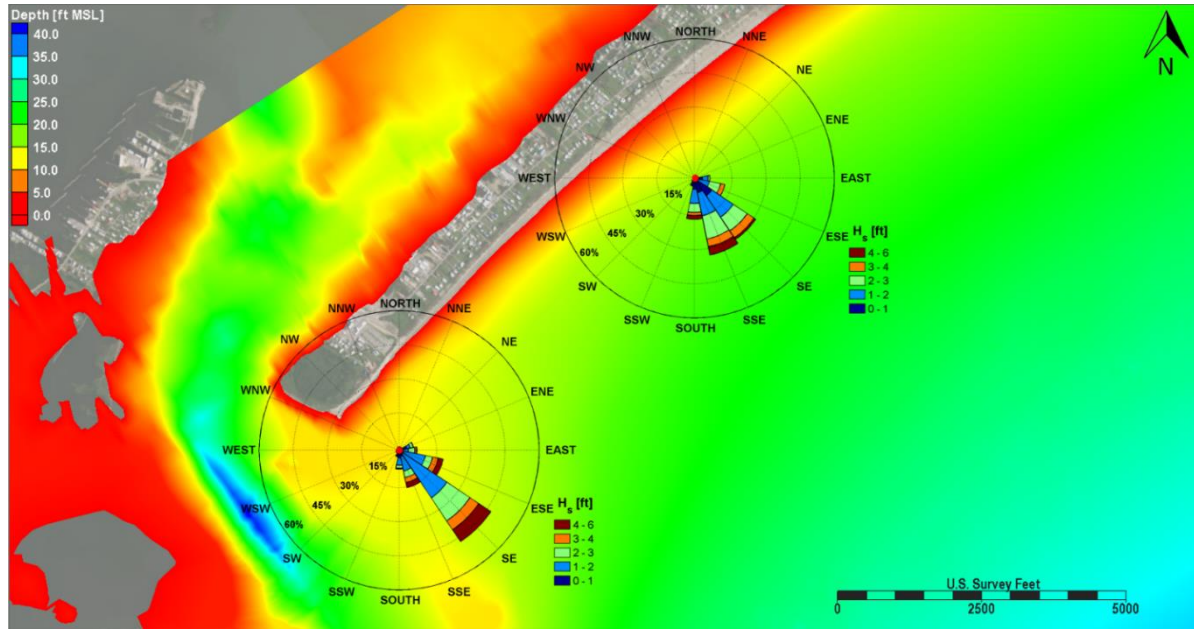 Depth [ft MSL]
40.0
35.0
30.0
25.0
20.0
15.0
10.0
5.0
0.0
N
NORTH
NNE
NE
ENE
EAST
ESE
SE
SSE
SOUTH
SSW
SW
WSW
WEST
WNW
NW
NNW
15%
30%
45%
60%
Hs [ft]
4 - 6
3 - 4
2 - 3
1 - 2
0 - 1
NORTH
NNE
NE
ENE
EAST
ESE
SE
SSE
SOUTH
SSW
SW
WSW
WEST
WNW
NW
NNW
15%
30%
45%
60%
Hs [ft]
4 - 6
3 - 4
2 - 3
1 - 2
0 - 1
U.S. Survey Feet
0 2500 5000